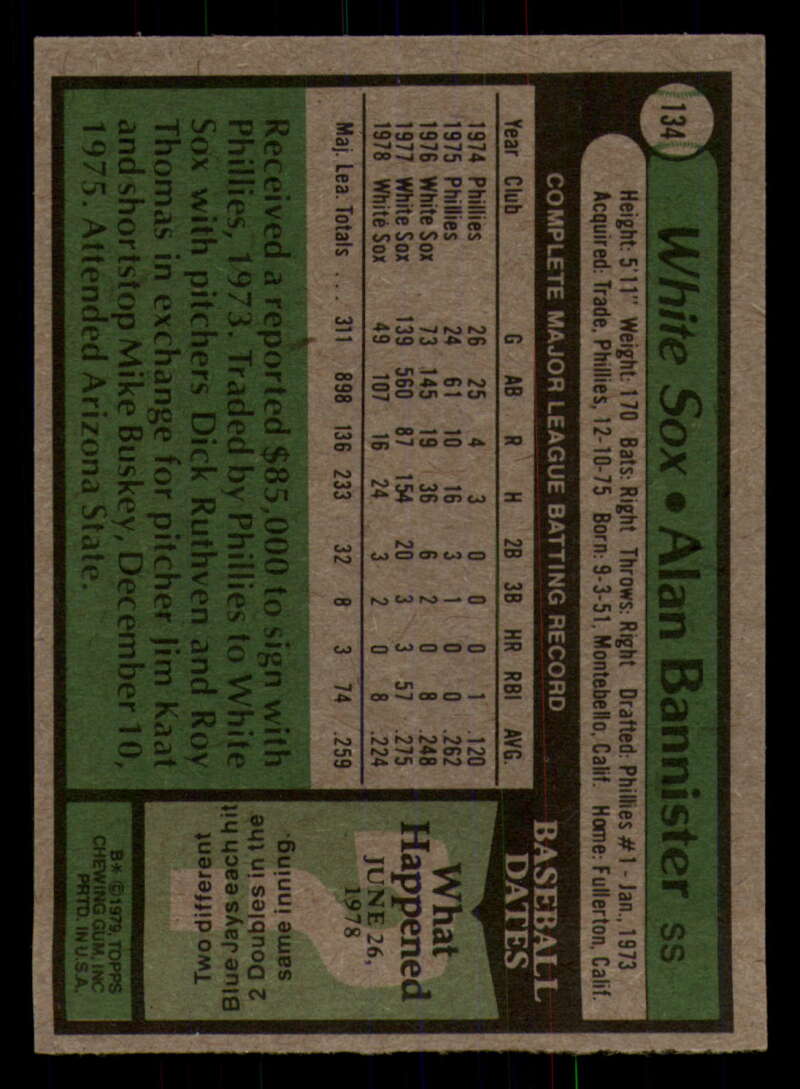 134
White Sox • Alan Bannister SS
Height: 5'11" Weight: 170 Bats: Right Throws: Right Drafted: Phillies #1 - Jan., 1973
Acquired: Trade, Phillies, 12-10-75 Born: 9-3-51, Montebello, Calif. Home: Fullerton, Calif.
COMPLETE MAJOR LEAGUE BATTING RECORD
Year Club G AB R H 2B 3B HR RBI AVG.
1974 Phillies 26 25 4 3 0 0 0 1 .120
1975 Phillies 24 61 10 16 3 1 0 0 .262
1976 White Sox 73 145 19 36 6 2 0 8 .248
1977 White Sox 139 560 87 154 20 3 3 57 .275
1978 White Sox 49 107 16 24 3 2 0 8 .224
Maj. Lea. Totals . . . 311 898 136 233 32 8 3 74 .259
Received a reported $85,000 to sign with
Phillies, 1973. Traded by Phillies to White
Sox with pitchers Dick Ruthven and Roy
Thomas in exchange for pitcher Jim Kaat
and shortstop Mike Buskey, December 10,
1975. Attended Arizona State.
BASEBALL
DATES
What
Happened
JUNE 26,
1978
Two different
Blue Jays each hit
2 Doubles in the
same inning.
B* ©1979, TOPPS
CHEWING GUM, INC
PRTD. IN U.S.A.